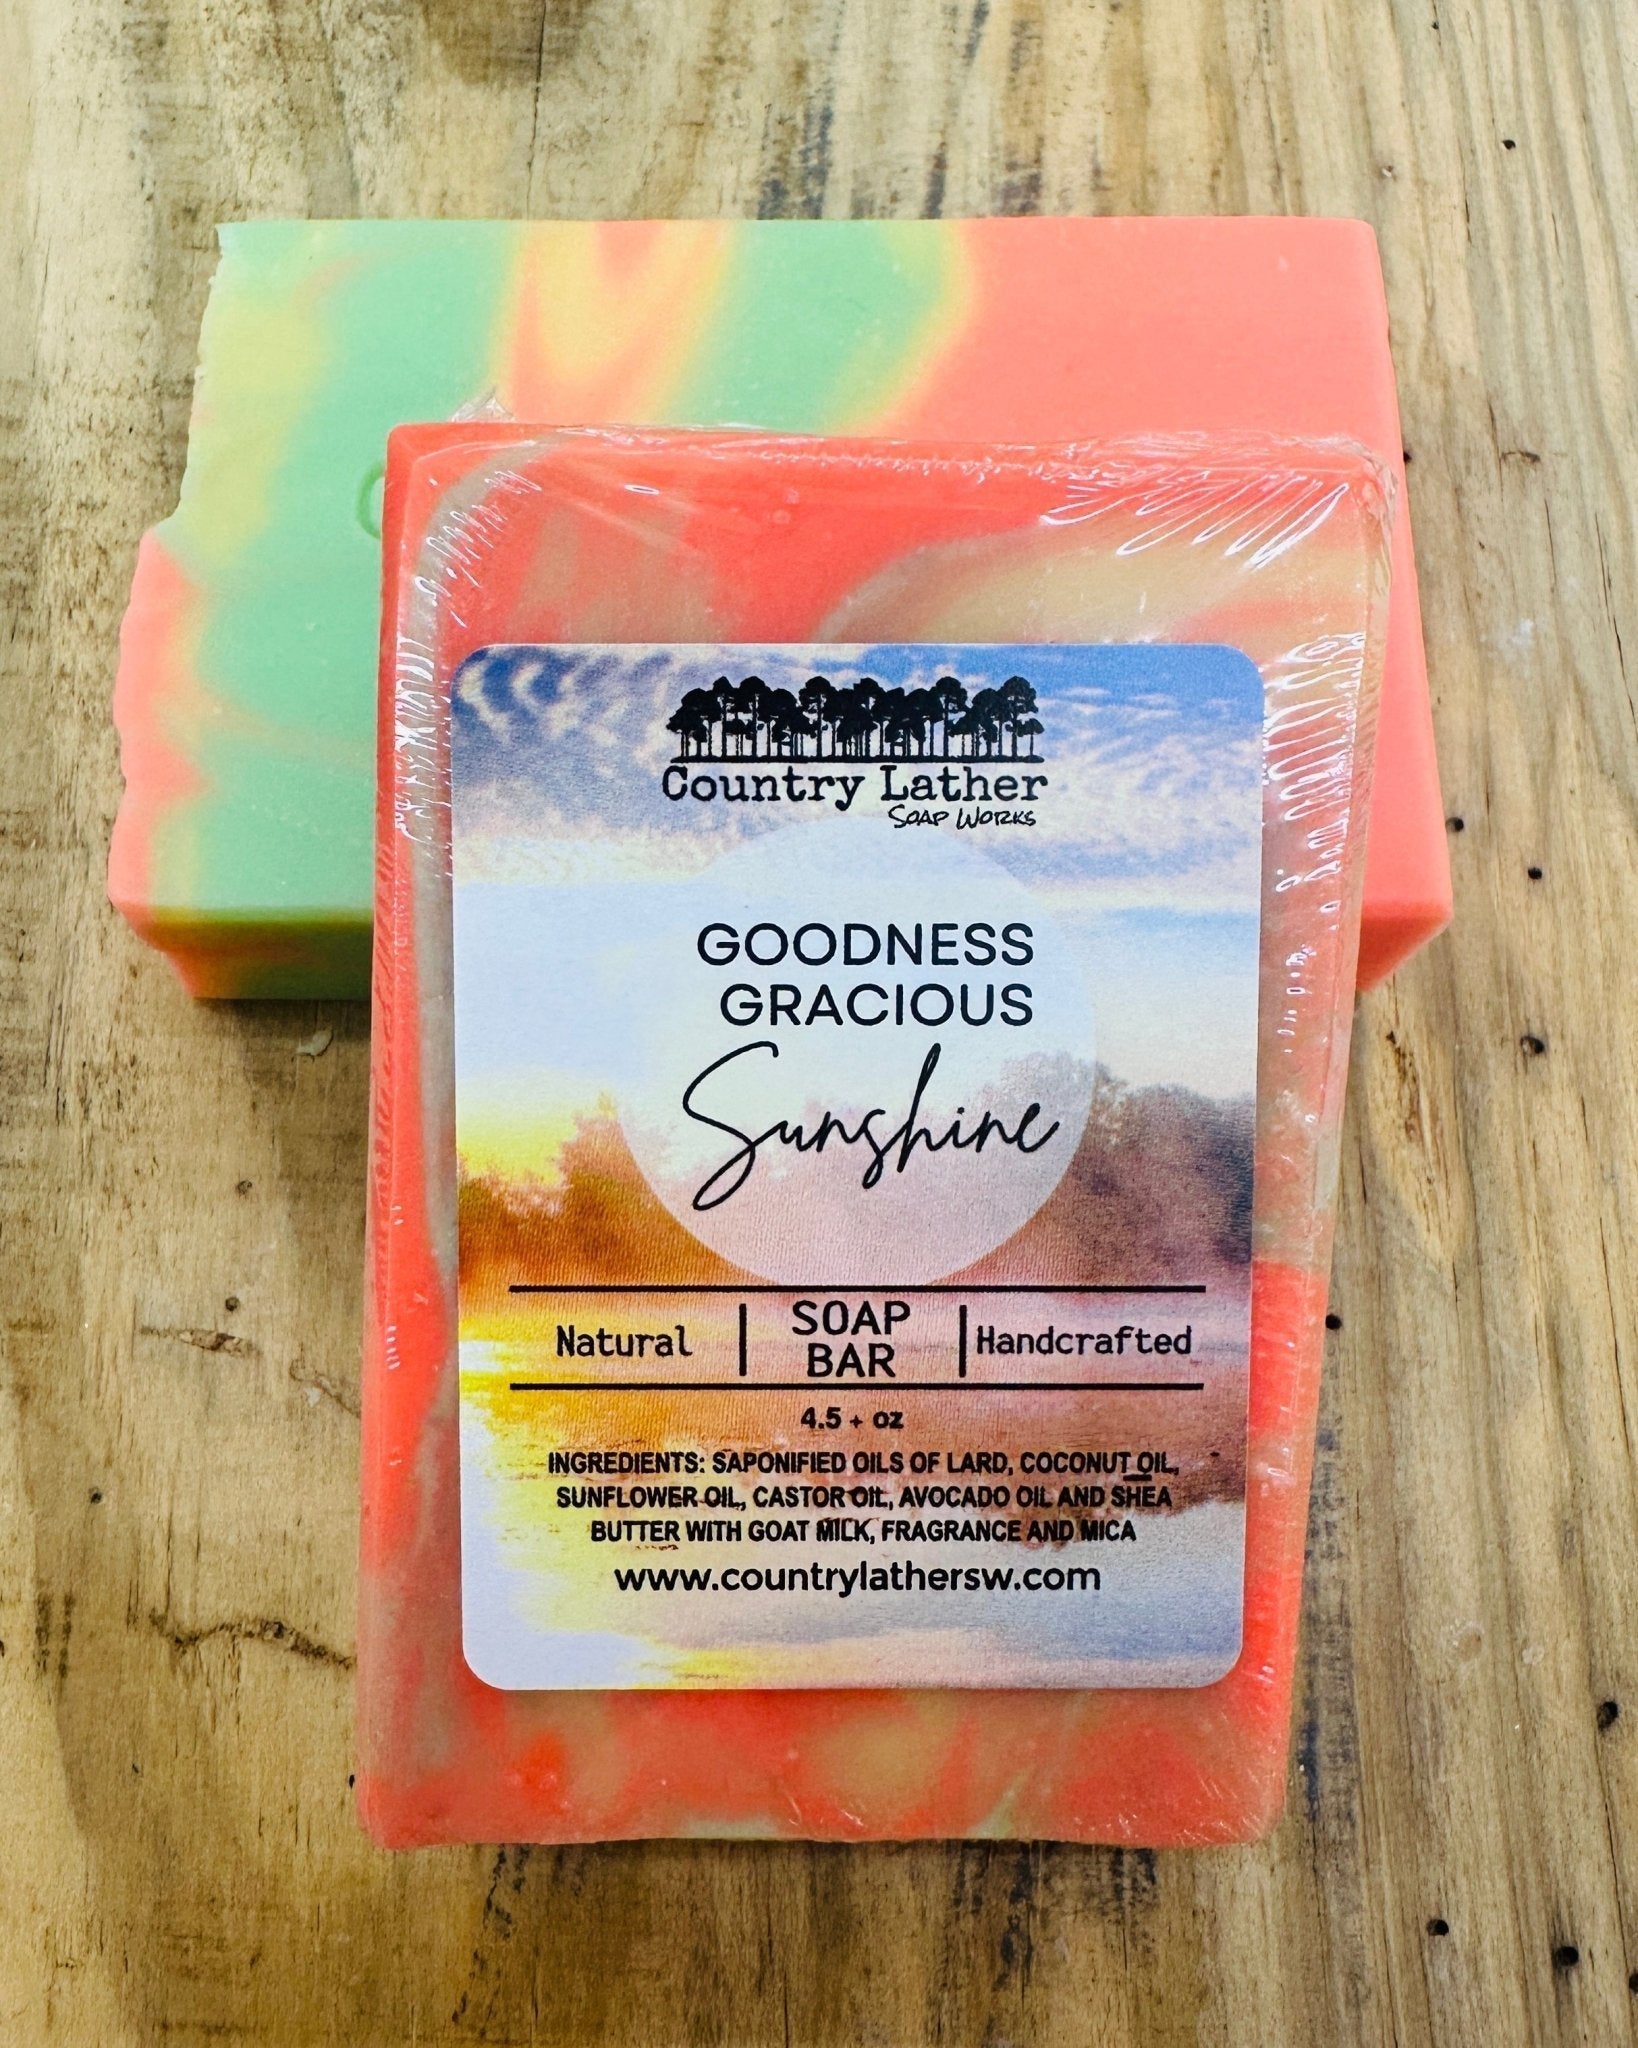 Country Lather
Soap Works
GOODNESS
GRACIOUS
Sunshine
Natural | SOAP BAR | Handcrafted
4.5 + oz
INGREDIENTS: SAPONIFIED OILS OF LARD, COCONUT OIL,
SUNFLOWER OIL, CASTOR OIL, AVOCADO OIL AND SHEA
BUTTER WITH GOAT MILK, FRAGRANCE AND MICA
www.countrylathersw.com